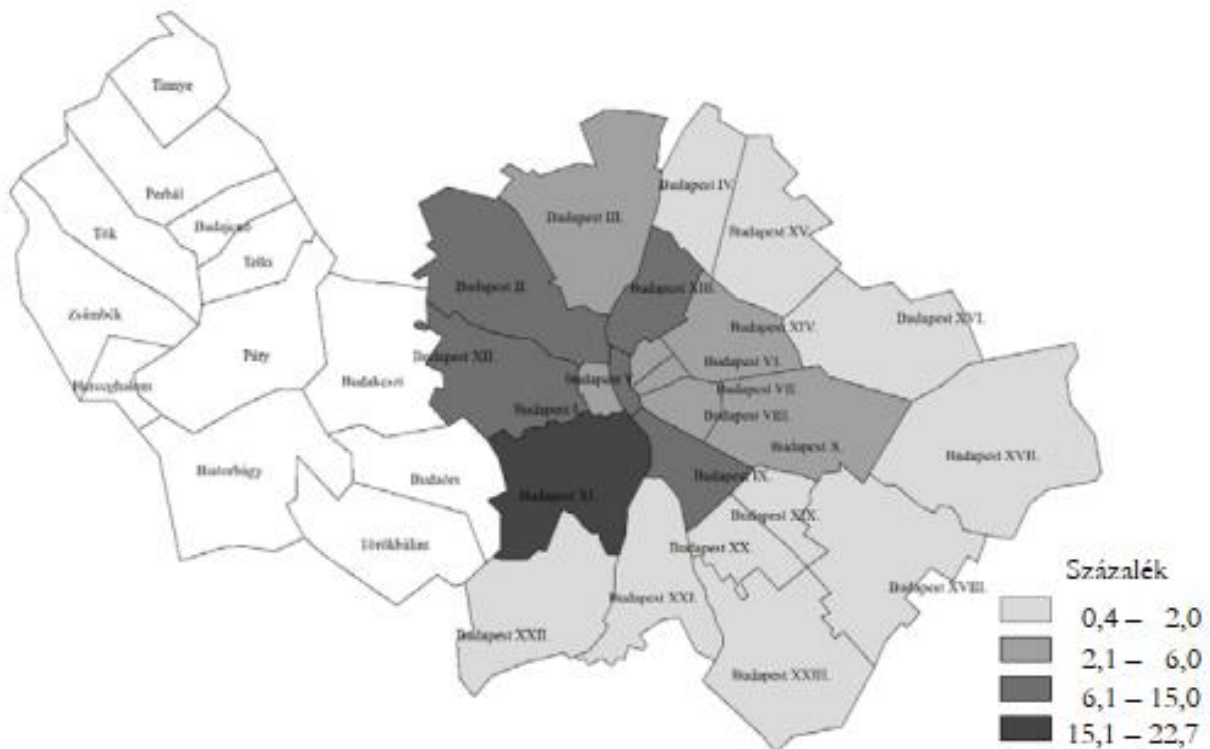 Tinnye
Perbál
Budajenő
Tök
Telki
Zsámbék
Páty
Herceghalom
Budakeszi
Biatorbágy
Budaörs
Törökbálint
Budapest III.
Budapest IV.
Budapest XV.
Budapest II.
Budapest XIII.
Budapest XVI.
Budapest XIV.
Budapest XII.
Budapest V.
Budapest VI.
Budapest I.
Budapest VII.
Budapest VIII.
Budapest X.
Budapest XVII.
Budapest XI.
Budapest IX.
Budapest XIX.
Budapest XX.
Budapest XVIII.
Budapest XXI.
Budapest XXII.
Budapest XXIII.
Százalék
0,4 – 2,0
2,1 – 6,0
6,1 – 15,0
15,1 – 22,7